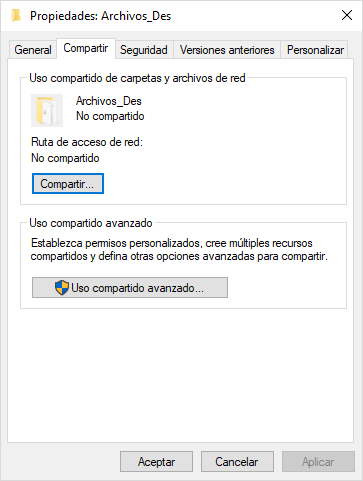 Propiedades: Archivos_Des
General
Compartir
Seguridad
Versiones anteriores
Personalizar
Uso compartido de carpetas y archivos de red
Archivos_Des
No compartido
Ruta de acceso de red:
No compartido
Compartir...
Uso compartido avanzado
Establezca permisos personalizados, cree múltiples recursos
compartidos y defina otras opciones avanzadas para compartir.
Uso compartido avanzado...
Aceptar
Cancelar
Aplicar